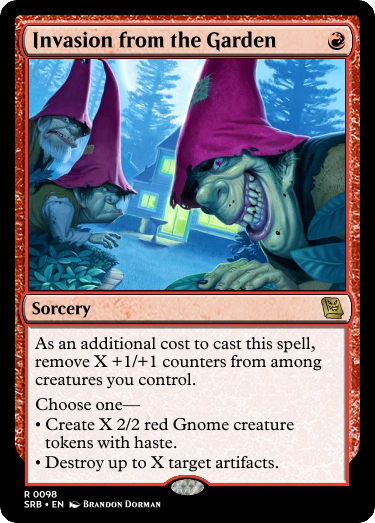 Invasion from the Garden
Sorcery
As an additional cost to cast this spell,
remove X +1/+1 counters from among
creatures you control.
Choose one—
• Create X 2/2 red Gnome creature
tokens with haste.
• Destroy up to X target artifacts.
R 0098
SRB • EN Brandon Dorman